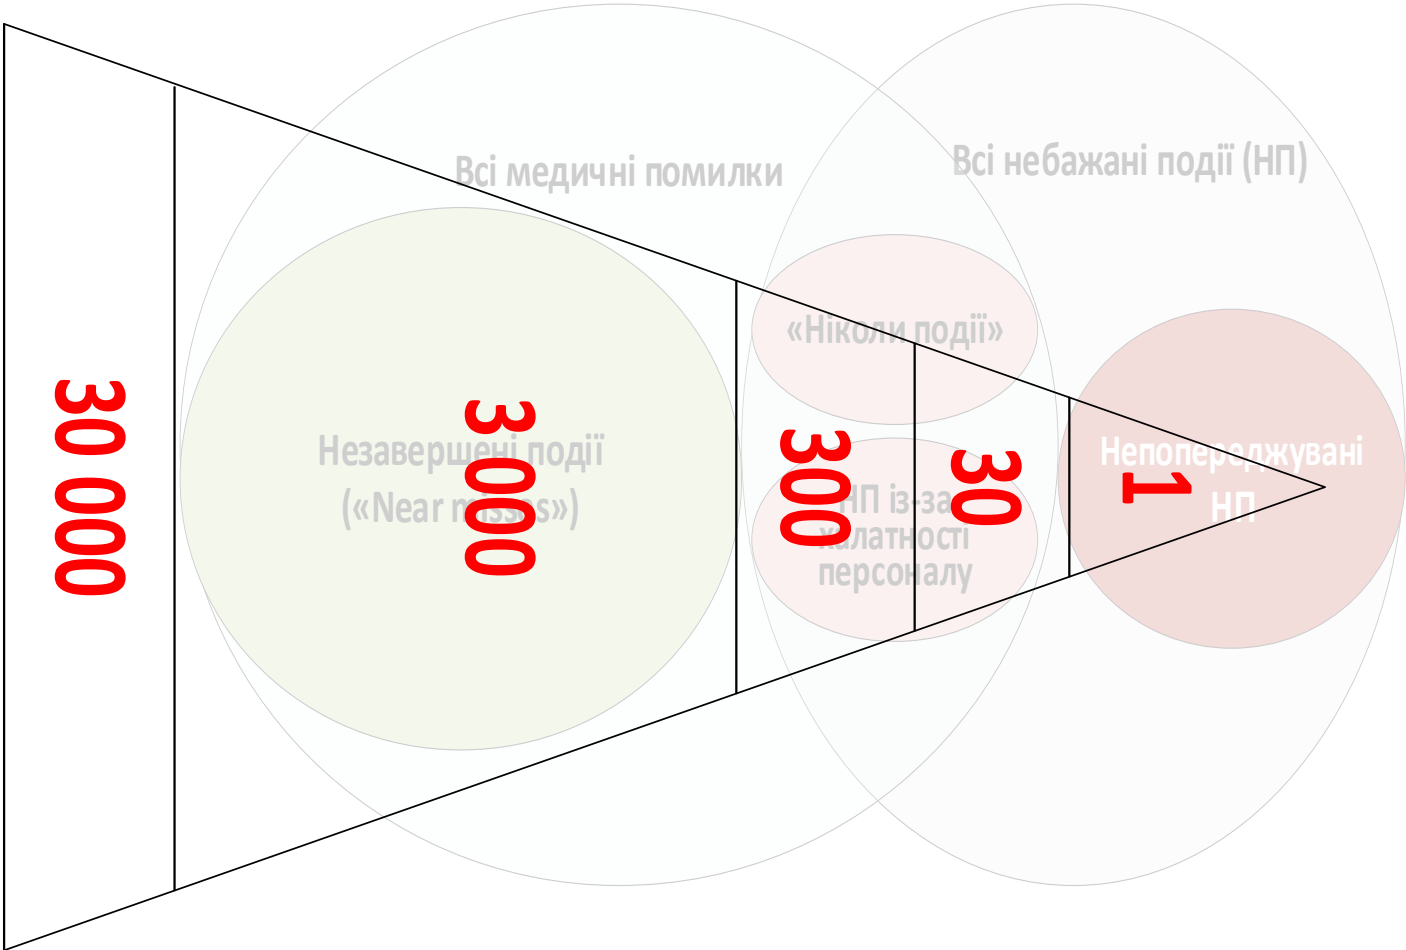 Всі медичні помилки
Всі небажані події (НП)
«Ніколи події»
Незавершені події
(«Near misses»)
НП із-за
халатності
персоналу
Непопереджувані
НП
30 000
3 000
300
30
1